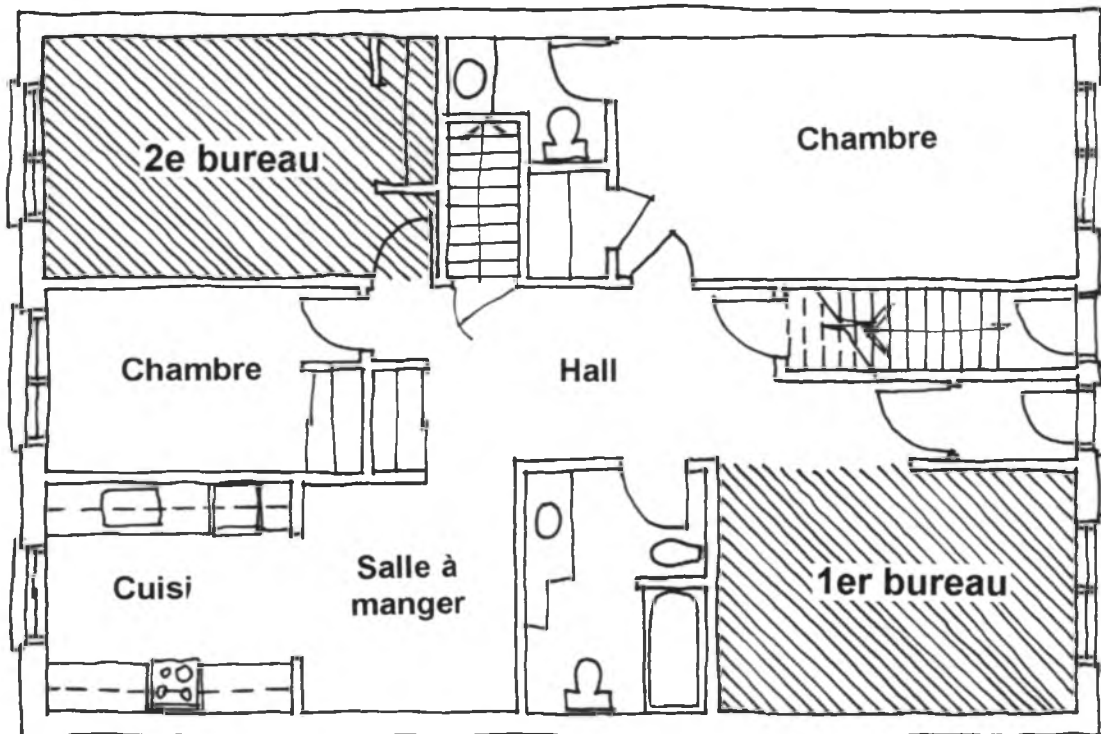 2e bureau
Chambre
Chambre
Hall
Cuisi
Salle à
manger
1er bureau